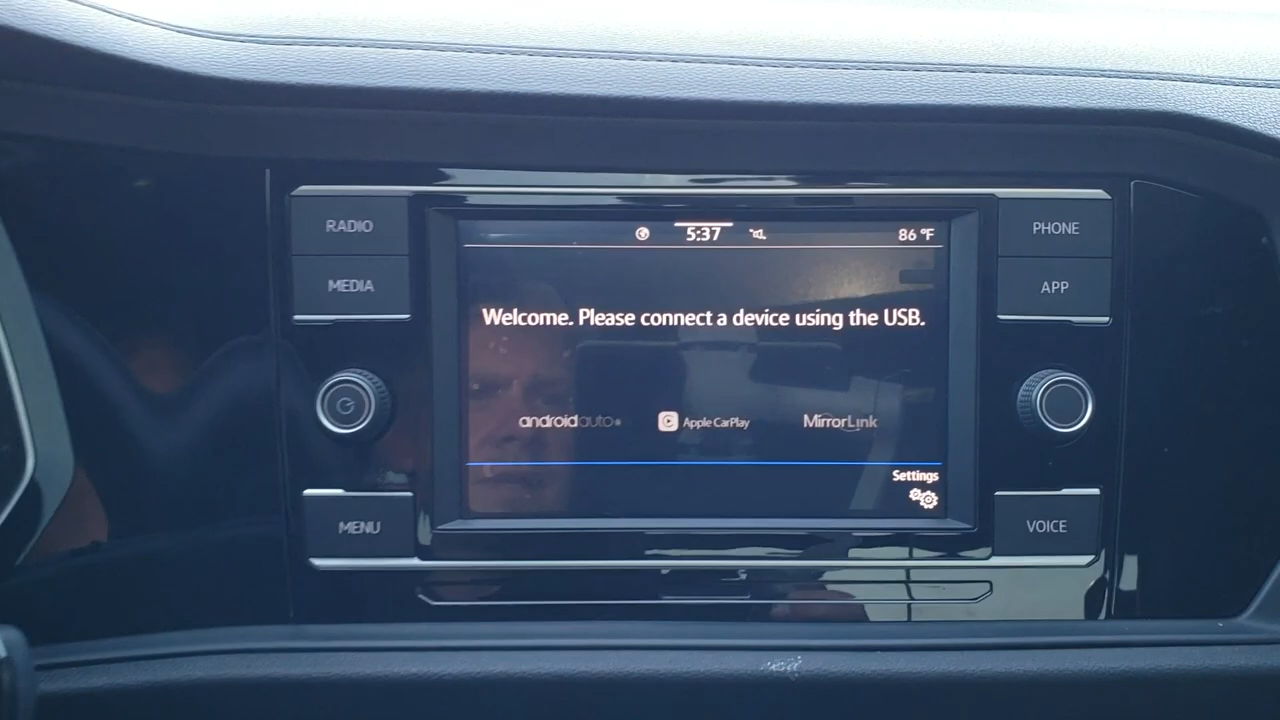 RADIO
MEDIA
MENU
5:37
86 °F
Welcome. Please connect a device using the USB.
androidauto
Apple CarPlay
MirrorLink
Settings
PHONE
APP
VOICE